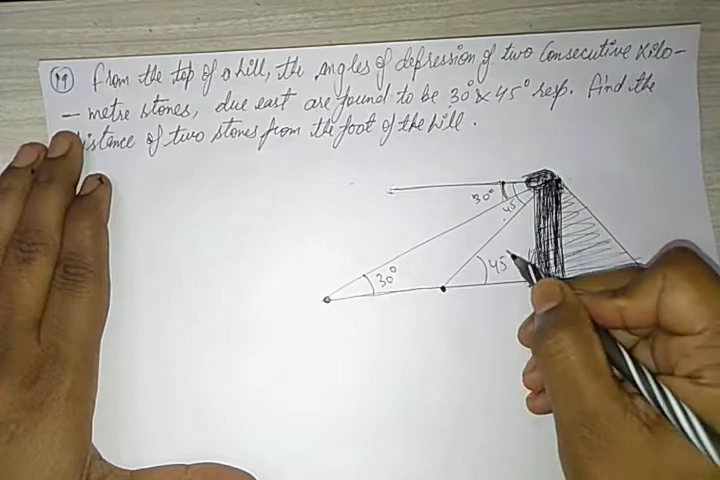 19 From the top of a hill, the angles of depression of two Consecutive Kilo-
- metre stones, due east are found to be 30° & 45° resp. Find the
distance of two stones from the foot of the hill.
30°
45
30°
45